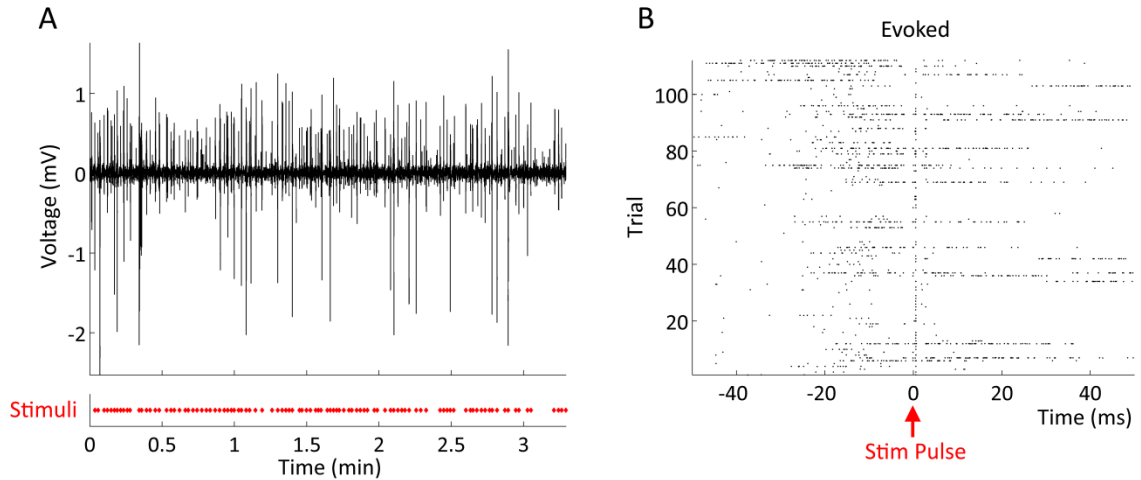 A
Voltage (mV)
1
0
-1
-2
Stimuli
0 0.5 1 1.5 2 2.5 3
Time (min)
B
Evoked
Trial
100
80
60
40
20
-40 -20 0 20 40
Time (ms)
Stim Pulse